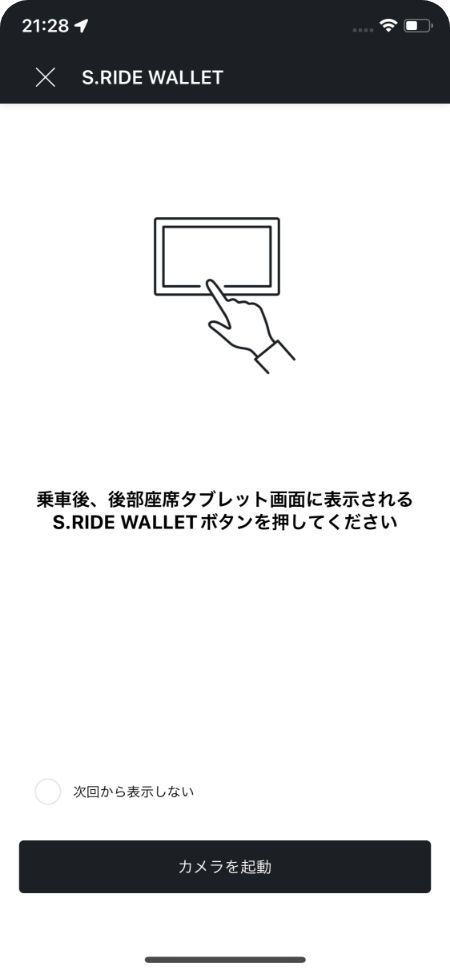 21:28
S.RIDE WALLET
乗車後、後部座席タブレット画面に表示される
S.RIDE WALLETボタンを押してください
次回から表示しない
カメラを起動